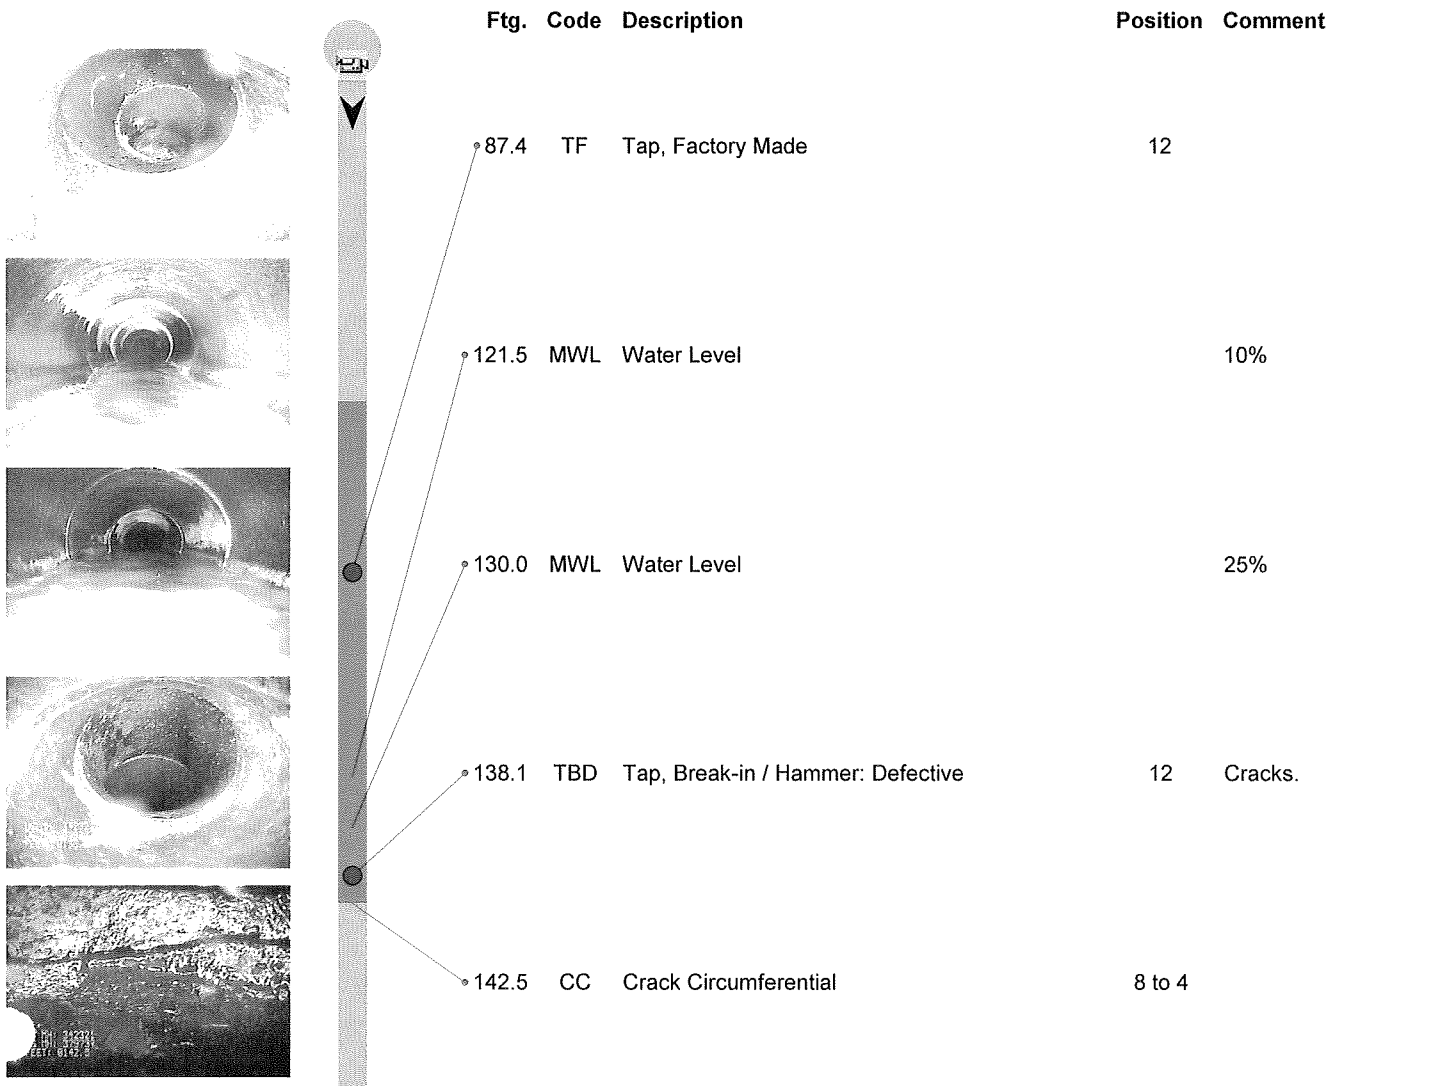 Ftg. Code Description Position Comment
87.4 TF Tap, Factory Made 12
121.5 MWL Water Level 10%
130.0 MWL Water Level 25%
138.1 TBD Tap, Break-in / Hammer: Defective 12 Cracks.
142.5 CC Crack Circumferential 8 to 4